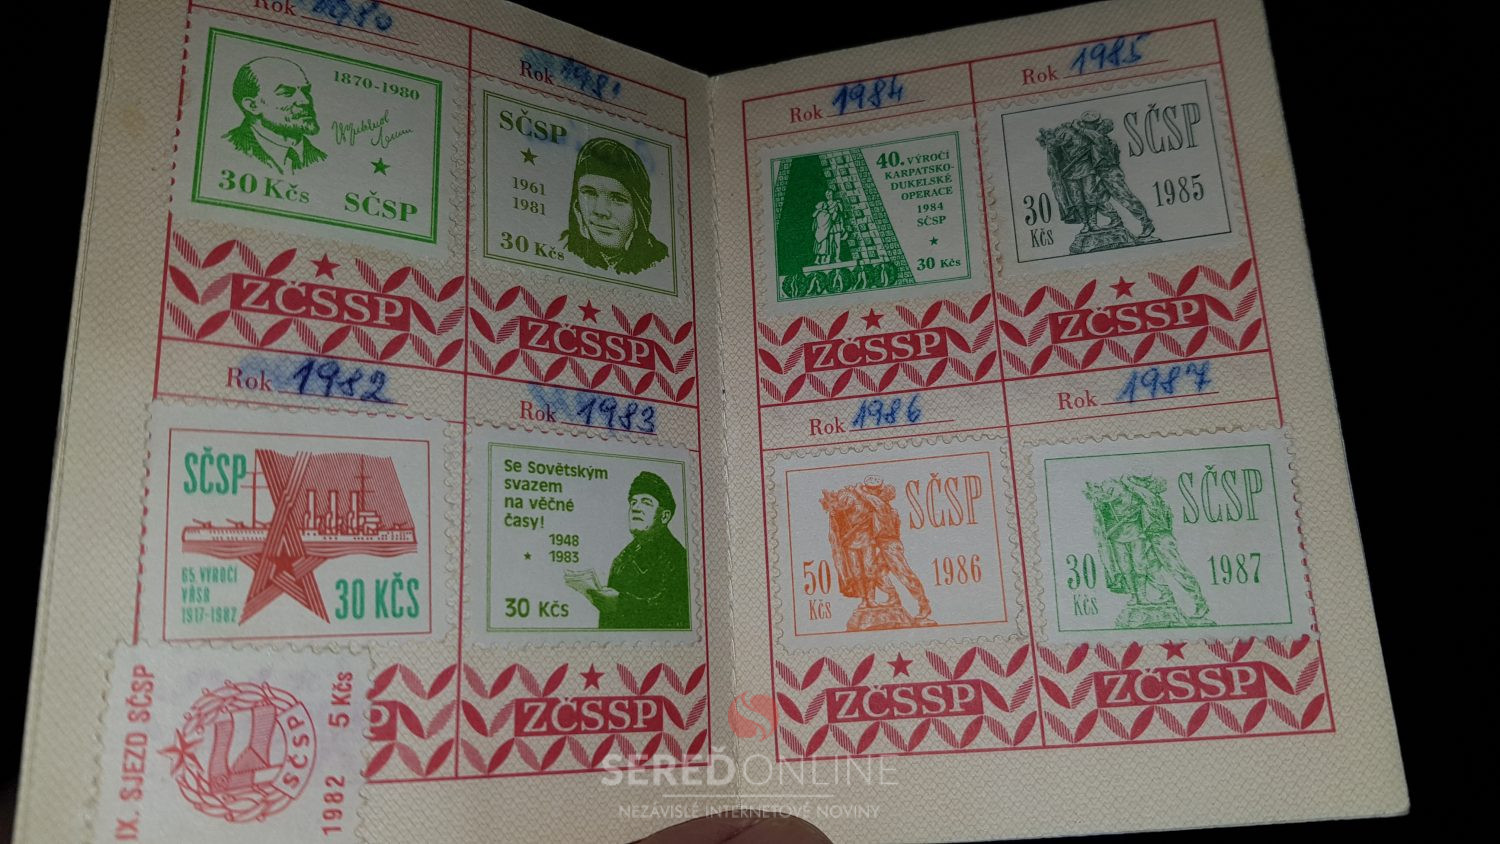 Rok 1980
1870-1980
30 Kčs
SČSP
ZČSSP
Rok 1981
SČSP
1961
1981
30 Kčs
ZČSSP
Rok 1982
SČSP
65. VÝROČÍ
VŘSR
1917-1982
30 KČS
IX. SJEZD SČSP
SČSP
1982 5 Kčs
Rok 1983
Se Sovětským
svazem
na věčné
časy!
1948
1983
30 Kčs
ZČSSP
Rok 1984
40. VÝROČÍ
KARPATSKO-
DUKELSKÉ
OPERACE
1984
SČSP
30 Kčs
ZČSSP
Rok 1985
SČSP
30
Kčs
1985
ZČSSP
Rok 1986
SČSP
50
Kčs
1986
ZČSSP
Rok 1987
SČSP
30
Kčs
1987
ZČSSP
SEREĎONLINE
NEZÁVISLÉ INTERNETOVÉ NOVINY